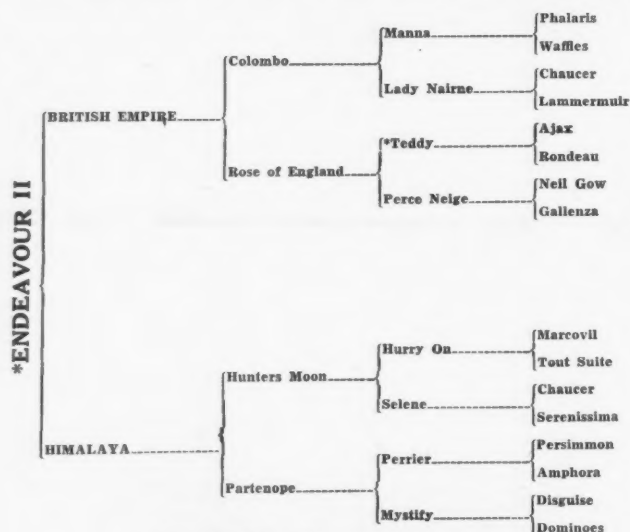 *ENDEAVOUR II
BRITISH EMPIRE
Colombo
Manna
Phalaris
Waffles
Lady Nairne
Chaucer
Lammermuir
Rose of England
*Teddy
Ajax
Rondeau
Perce Neige
Neil Gow
Gallenza
HIMALAYA
Hunters Moon
Hurry On
Marcovil
Tout Suite
Selene
Chaucer
Serenissima
Partenope
Perrier
Persimmon
Amphora
Mystify
Disguise
Dominoes